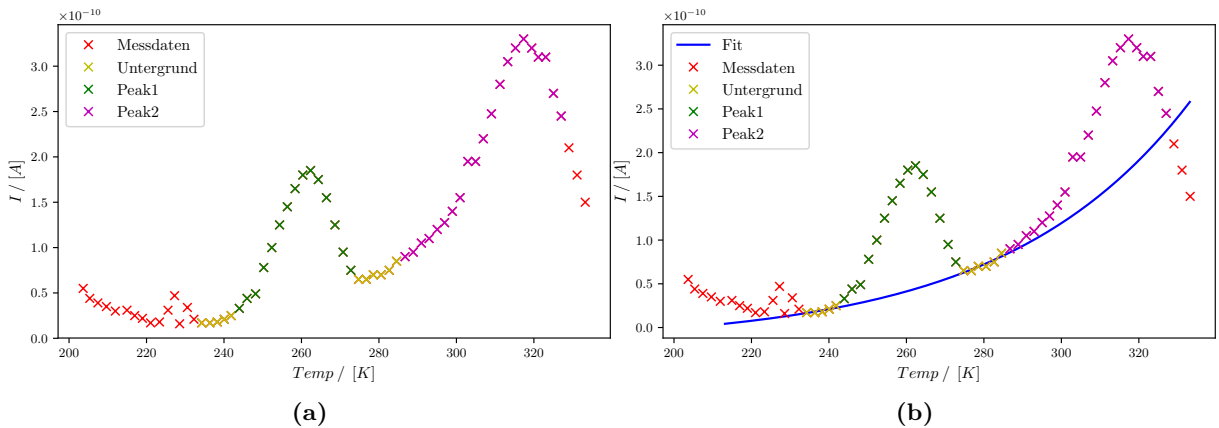 ×10⁻¹⁰
3.0
2.5
2.0
1.5
1.0
0.5
0.0
I / [A]
Messdaten
Untergrund
Peak1
Peak2
200 220 240 260 280 300 320
Temp / [K]
(a)
×10⁻¹⁰
3.0
2.5
2.0
1.5
1.0
0.5
0.0
I / [A]
Fit
Messdaten
Untergrund
Peak1
Peak2
200 220 240 260 280 300 320
Temp / [K]
(b)